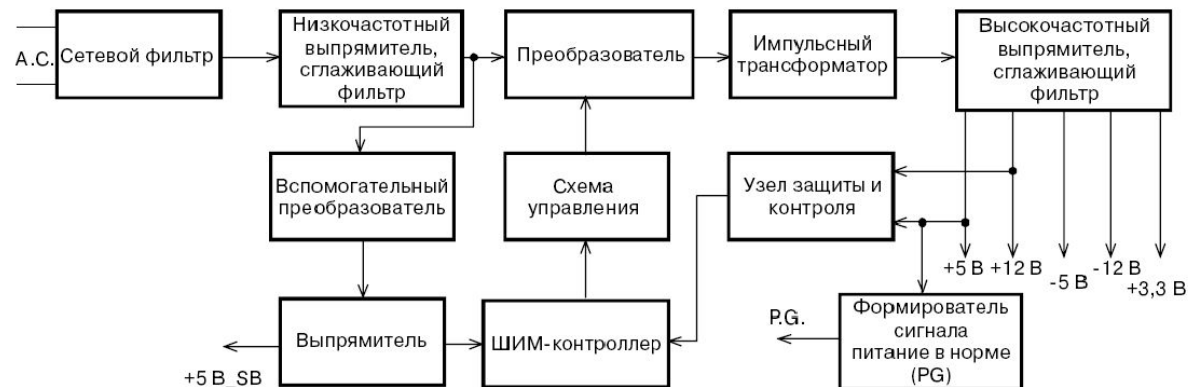 А.С.
Сетевой фильтр
Низкочастотный
выпрямитель,
сглаживающий
фильтр
Преобразователь
Импульсный
трансформатор
Высокочастотный
выпрямитель,
сглаживающий
фильтр
Вспомогательный
преобразователь
Схема
управления
Узел защиты и
контроля
+5 В
+12 В
-5 В
-12 В
+3,3 В
Выпрямитель
+5 В_SB
ШИМ-контроллер
P.G.
Формирователь
сигнала
питание в норме
(PG)